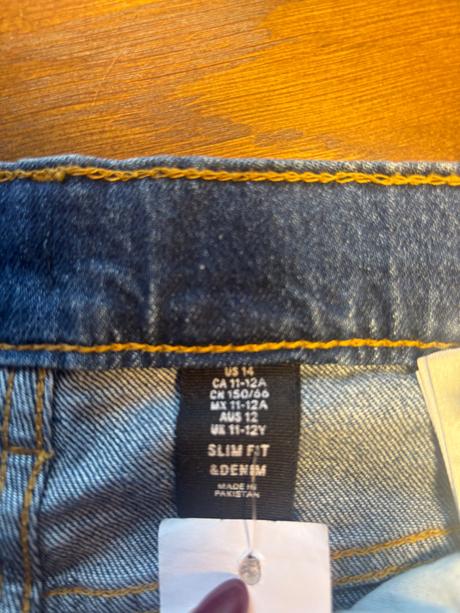 US 14
CA 11-12A
CN 150/66
MX 11-12A
AUS 12
UK 11-12Y
SLIM FIT
&DENIM
MADE IN
PAKISTAN